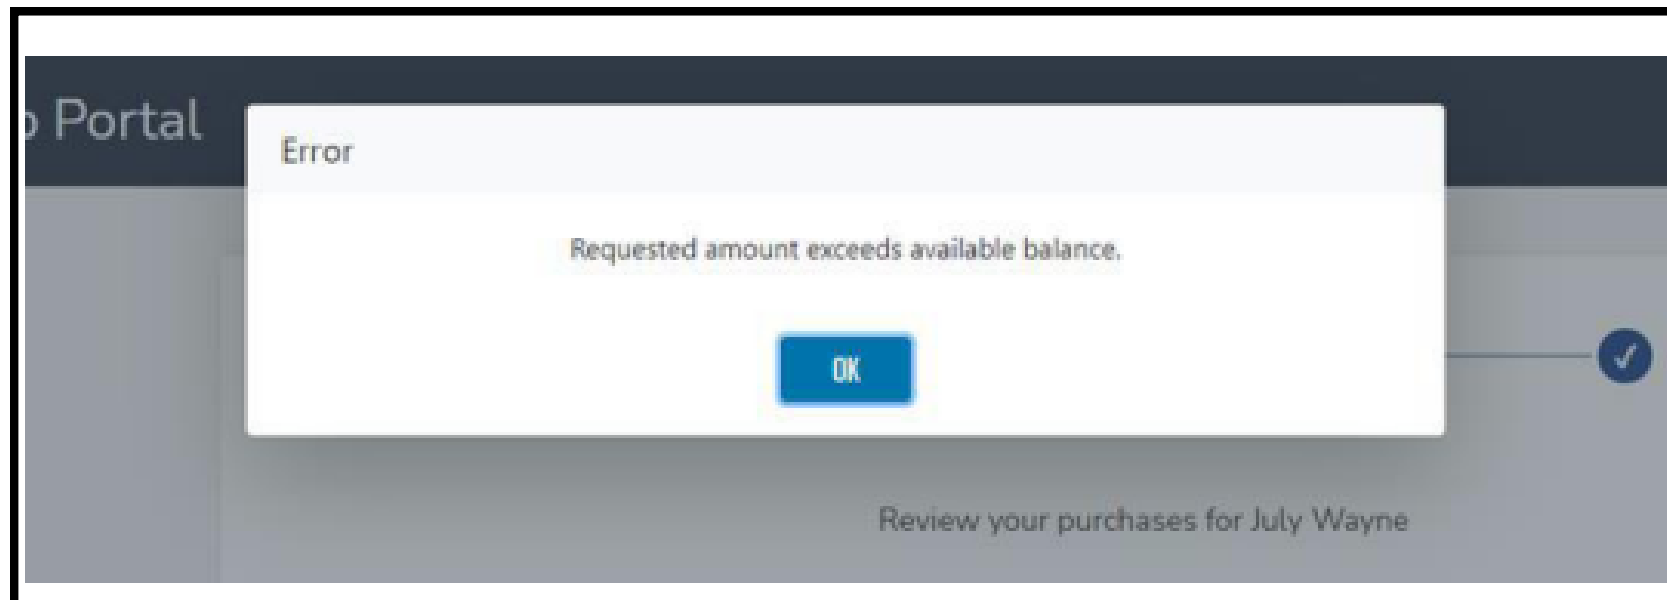 Portal
Error
Requested amount exceeds available balance.
OK
Review your purchases for July Wayne